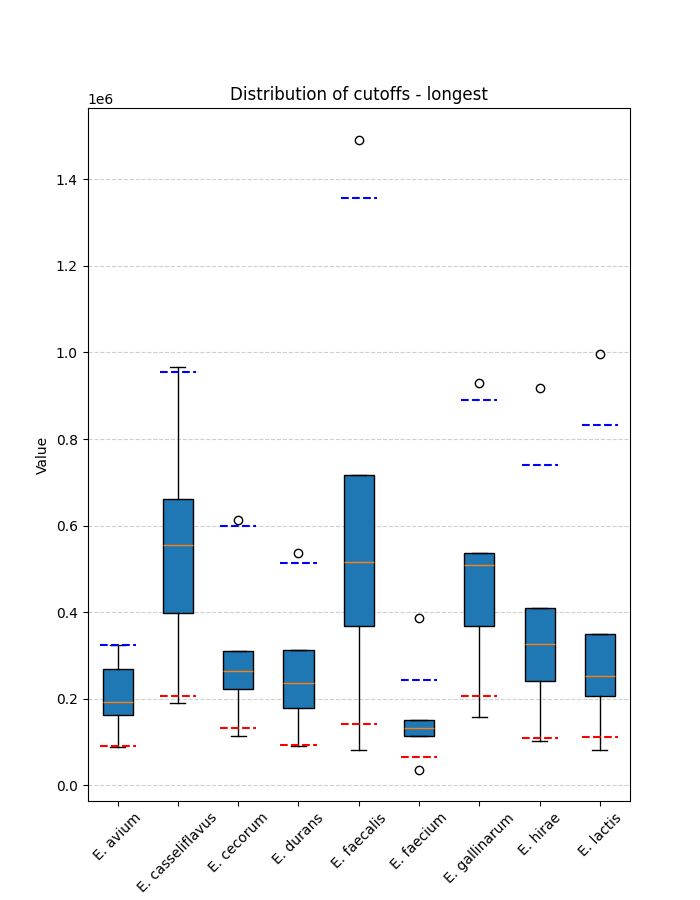 Distribution of cutoffs - longest
1e6
1.4
1.2
1.0
0.8
0.6
0.4
0.2
0.0
Value
E. avium
E. casseliflavus
E. cecorum
E. durans
E. faecalis
E. faecium
E. gallinarum
E. hirae
E. lactis